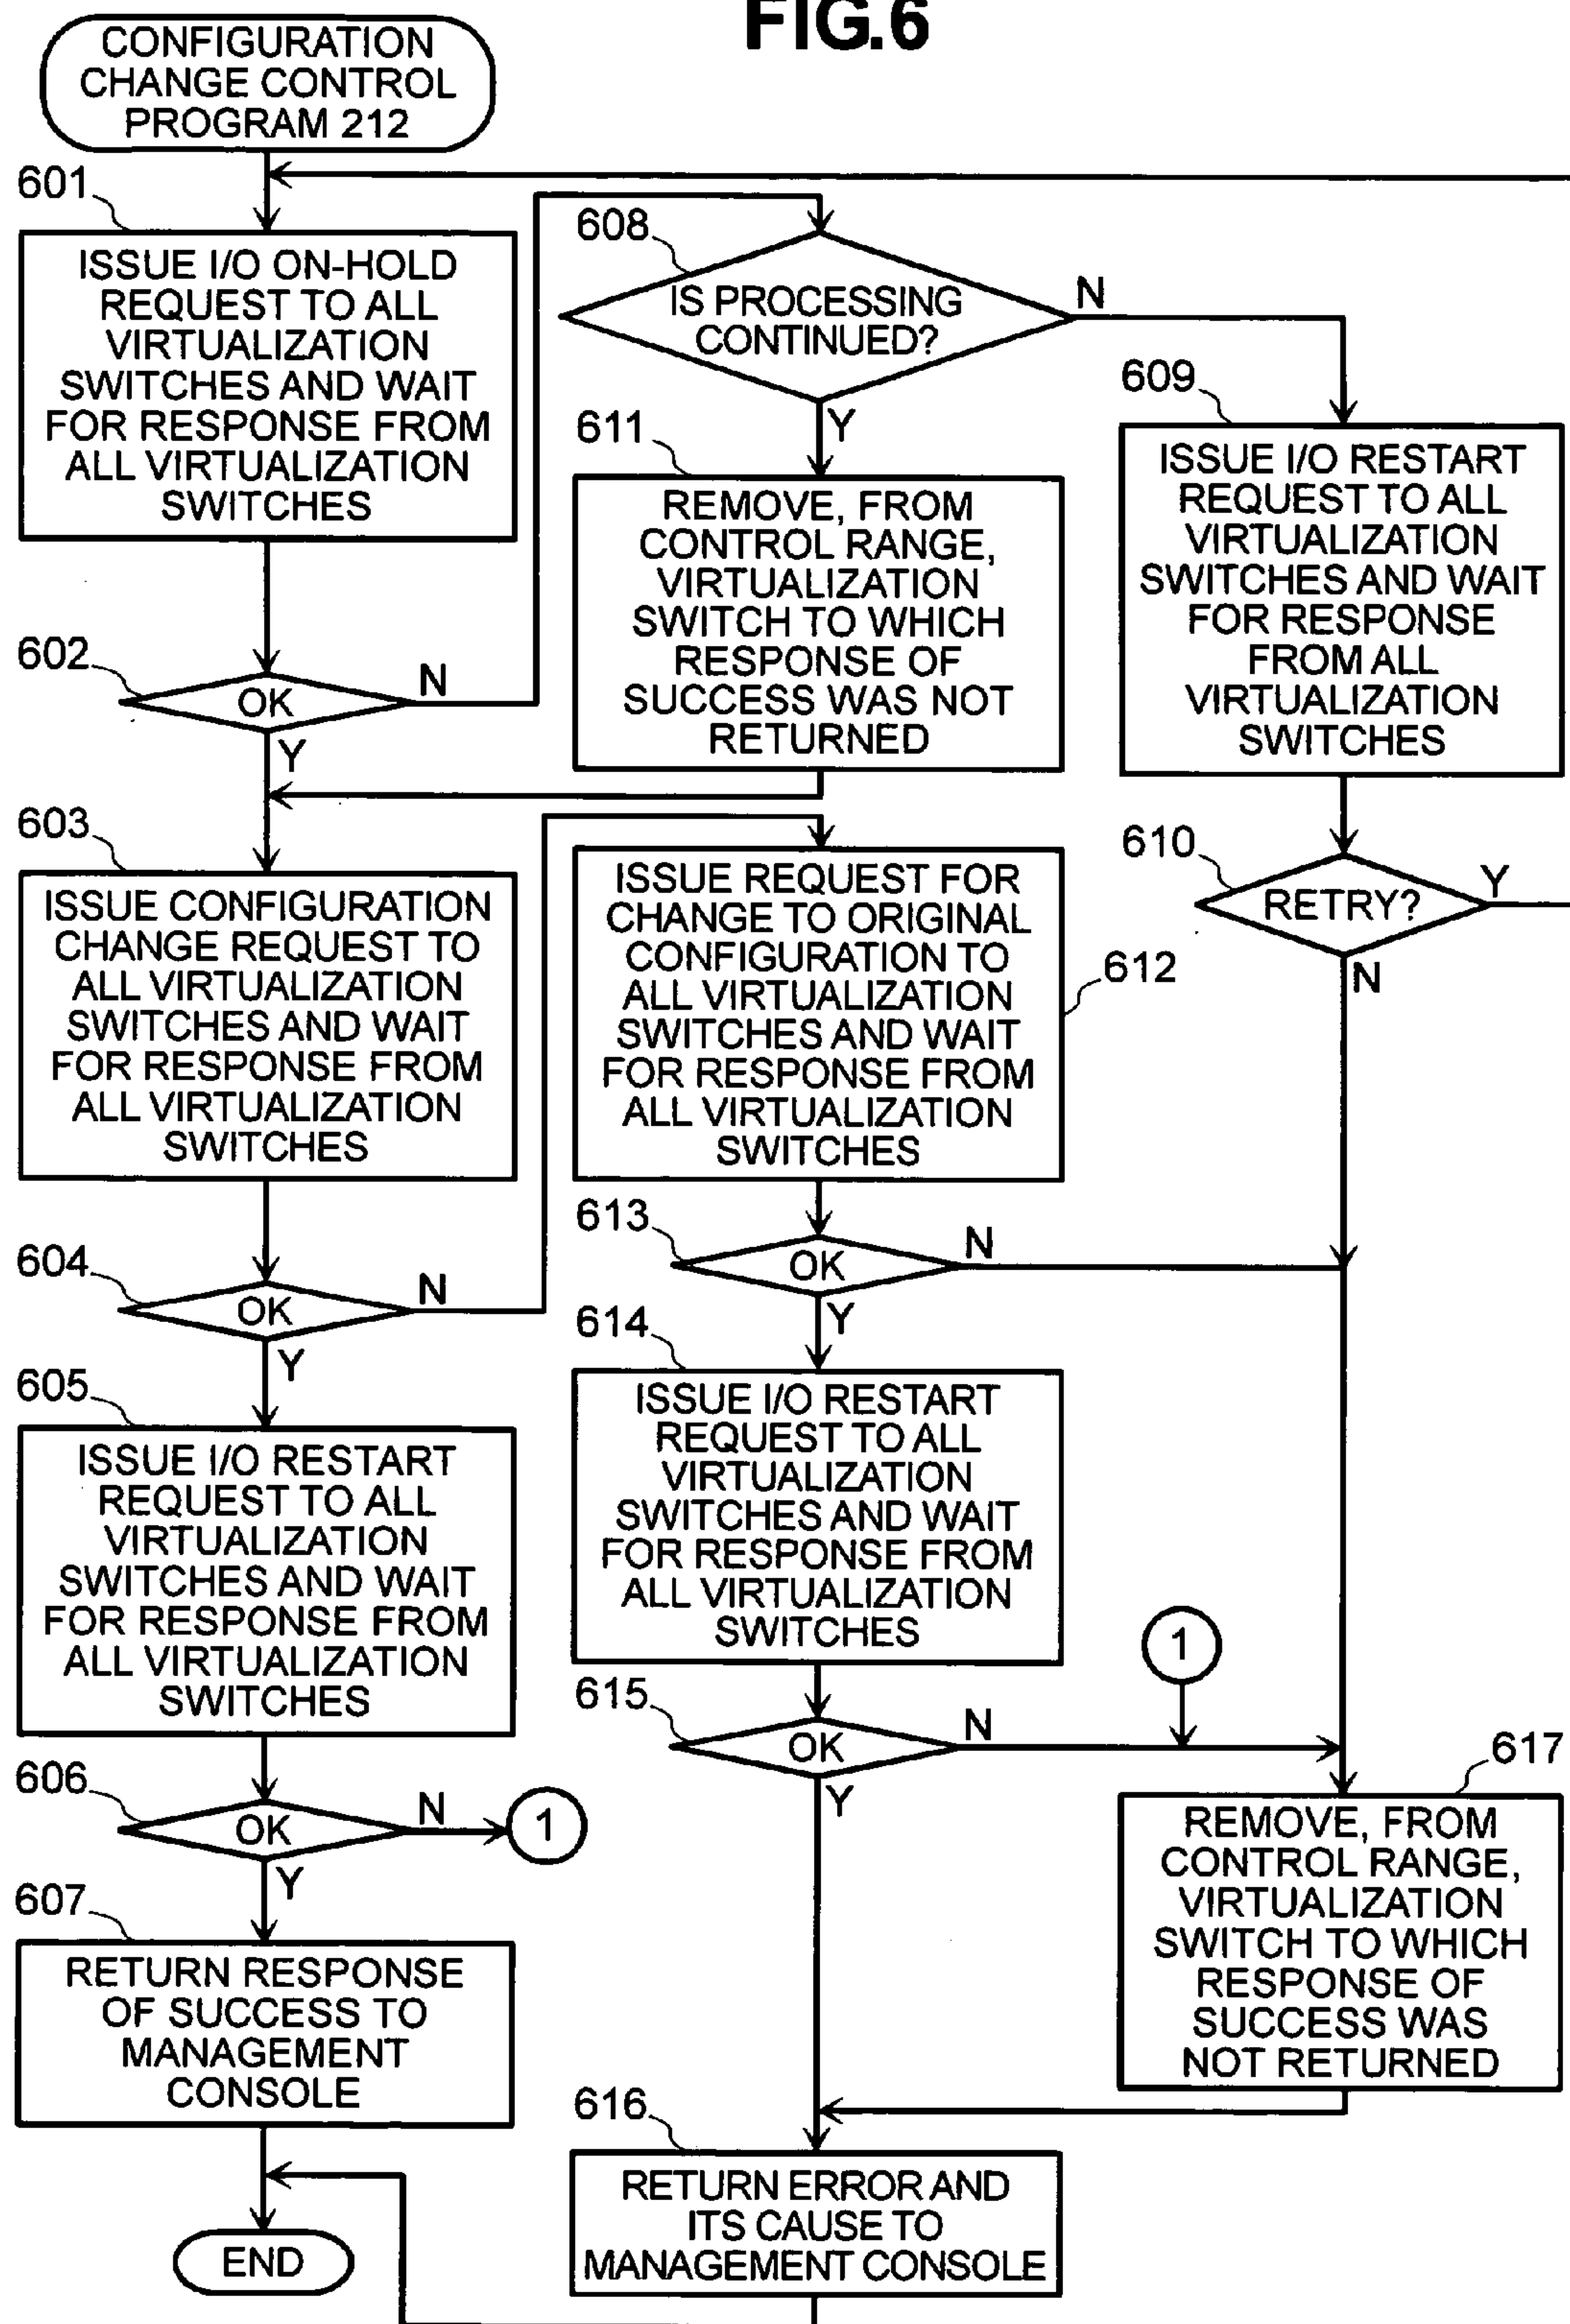 FIG.6
CONFIGURATION
CHANGE CONTROL
PROGRAM 212
601
ISSUE I/O ON-HOLD
REQUEST TO ALL
VIRTUALIZATION
SWITCHES AND WAIT
FOR RESPONSE FROM
ALL VIRTUALIZATION
SWITCHES
602
OK
N
Y
603
ISSUE CONFIGURATION
CHANGE REQUEST TO
ALL VIRTUALIZATION
SWITCHES AND WAIT
FOR RESPONSE FROM
ALL VIRTUALIZATION
SWITCHES
604
OK
N
Y
605
ISSUE I/O RESTART
REQUEST TO ALL
VIRTUALIZATION
SWITCHES AND WAIT
FOR RESPONSE FROM
ALL VIRTUALIZATION
SWITCHES
606
OK
N
1
Y
607
RETURN RESPONSE
OF SUCCESS TO
MANAGEMENT
CONSOLE
END
608
IS PROCESSING
CONTINUED?
N
Y
611
REMOVE, FROM
CONTROL RANGE,
VIRTUALIZATION
SWITCH TO WHICH
RESPONSE OF
SUCCESS WAS NOT
RETURNED
612
ISSUE REQUEST FOR
CHANGE TO ORIGINAL
CONFIGURATION TO
ALL VIRTUALIZATION
SWITCHES AND WAIT
FOR RESPONSE FROM
ALL VIRTUALIZATION
SWITCHES
613
OK
N
Y
614
ISSUE I/O RESTART
REQUEST TO ALL
VIRTUALIZATION
SWITCHES AND WAIT
FOR RESPONSE FROM
ALL VIRTUALIZATION
SWITCHES
615
OK
N
Y
616
RETURN ERROR AND
ITS CAUSE TO
MANAGEMENT CONSOLE
609
ISSUE I/O RESTART
REQUEST TO ALL
VIRTUALIZATION
SWITCHES AND WAIT
FOR RESPONSE
FROM ALL
VIRTUALIZATION
SWITCHES
610
RETRY?
Y
N
1
617
REMOVE, FROM
CONTROL RANGE,
VIRTUALIZATION
SWITCH TO WHICH
RESPONSE OF
SUCCESS WAS
NOT RETURNED